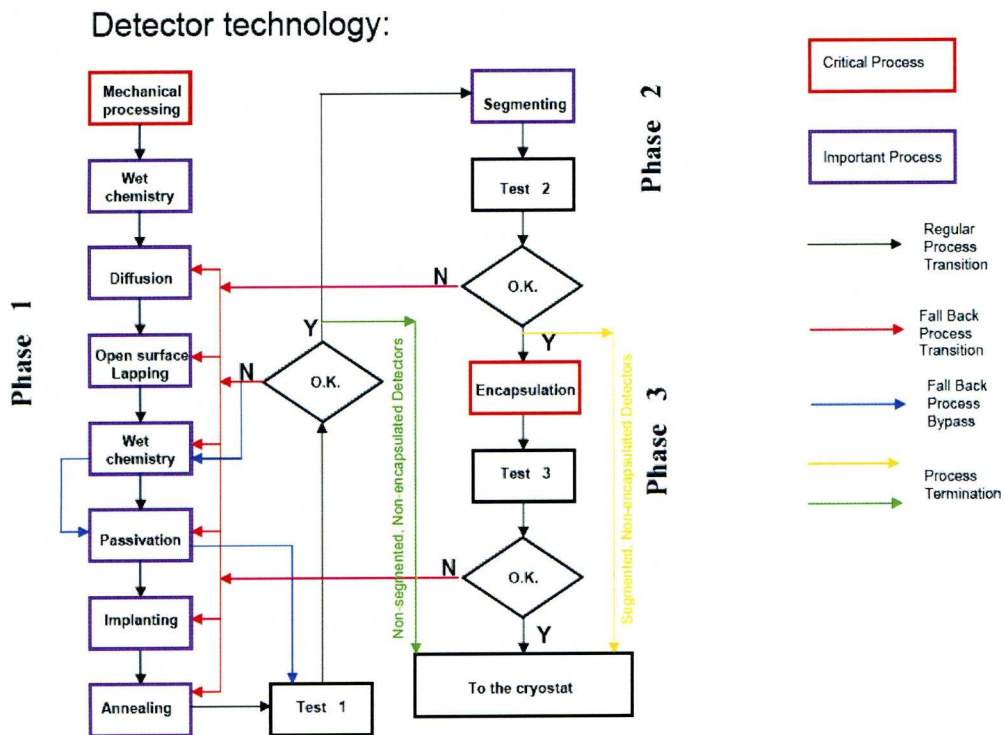 Detector technology:
Phase 1
Mechanical
processing
Wet
chemistry
Diffusion
Open surface
Lapping
Wet
chemistry
Passivation
Implanting
Annealing
Test 1
O.K.
N
Y
Non-segmented, Non-encapsulated Detectors
Phase 2
Segmenting
Test 2
O.K.
N
Y
Phase 3
Encapsulation
Test 3
O.K.
N
Y
Segmented, Non-encapsulated Detectors
To the cryostat
Critical Process
Important Process
Regular
Process
Transition
Fall Back
Process
Transition
Fall Back
Process
Bypass
Process
Termination